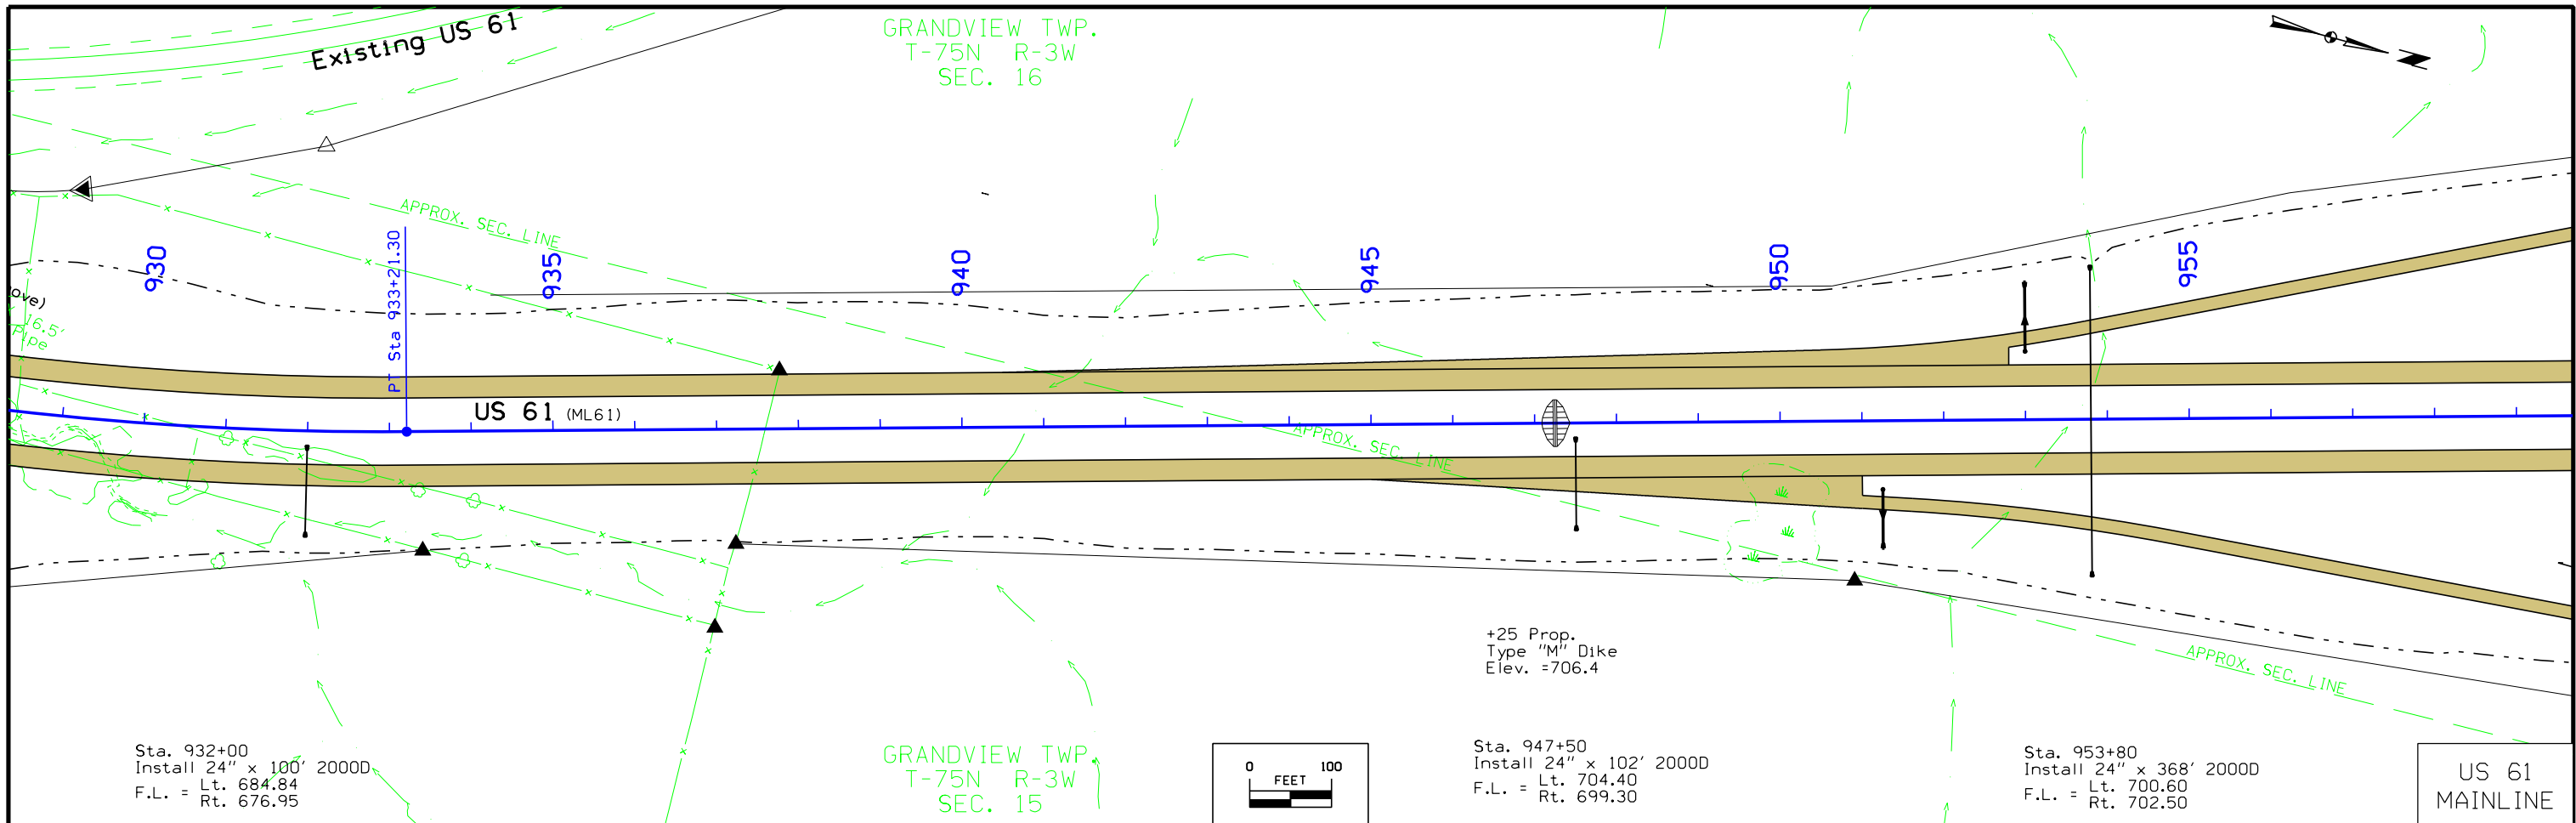 Existing US 61
GRANDVIEW TWP.
T-75N R-3W
SEC. 16
APPROX. SEC. LINE
930
PT Sta 933+21.30
935
940
945
950
955
16.5'
Pipe
US 61 (ML61)
APPROX. SEC. LINE
+25 Prop.
Type "M" Dike
Elev. =706.4
APPROX. SEC. LINE
Sta. 932+00
Install 24" x 100' 2000D
F.L. = Lt. 684.84
Rt. 676.95
GRANDVIEW TWP.
T-75N R-3W
SEC. 15
0 100
FEET
Sta. 947+50
Install 24" x 102' 2000D
F.L. = Lt. 704.40
Rt. 699.30
Sta. 953+80
Install 24" x 368' 2000D
F.L. = Lt. 700.60
Rt. 702.50
US 61
MAINLINE